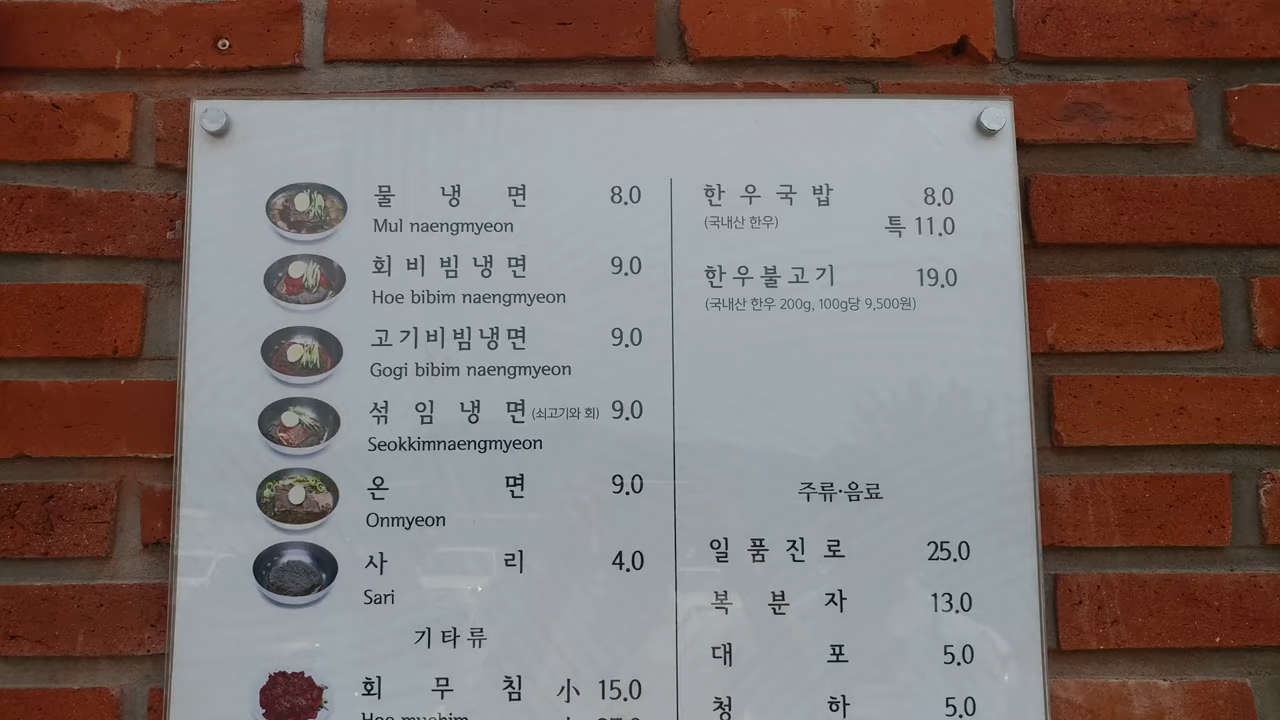 물 냉 면 8.0
Mul naengmyeon
회 비 빔 냉 면 9.0
Hoe bibim naengmyeon
고기비빔냉면 9.0
Gogi bibim naengmyeon
섞 임 냉 면 (쇠고기와 회) 9.0
Seokkimnaengmyeon
온 면 9.0
Onmyeon
사 리 4.0
Sari
기 타 류
회 무 침 小 15.0
Hoe muchim
한 우 국 밥 8.0
(국내산 한우) 특 11.0
한우불고기 19.0
(국내산 한우 200g, 100g당 9,500원)
주류·음료
일 품 진 로 25.0
복 분 자 13.0
대 포 5.0
청 하 5.0